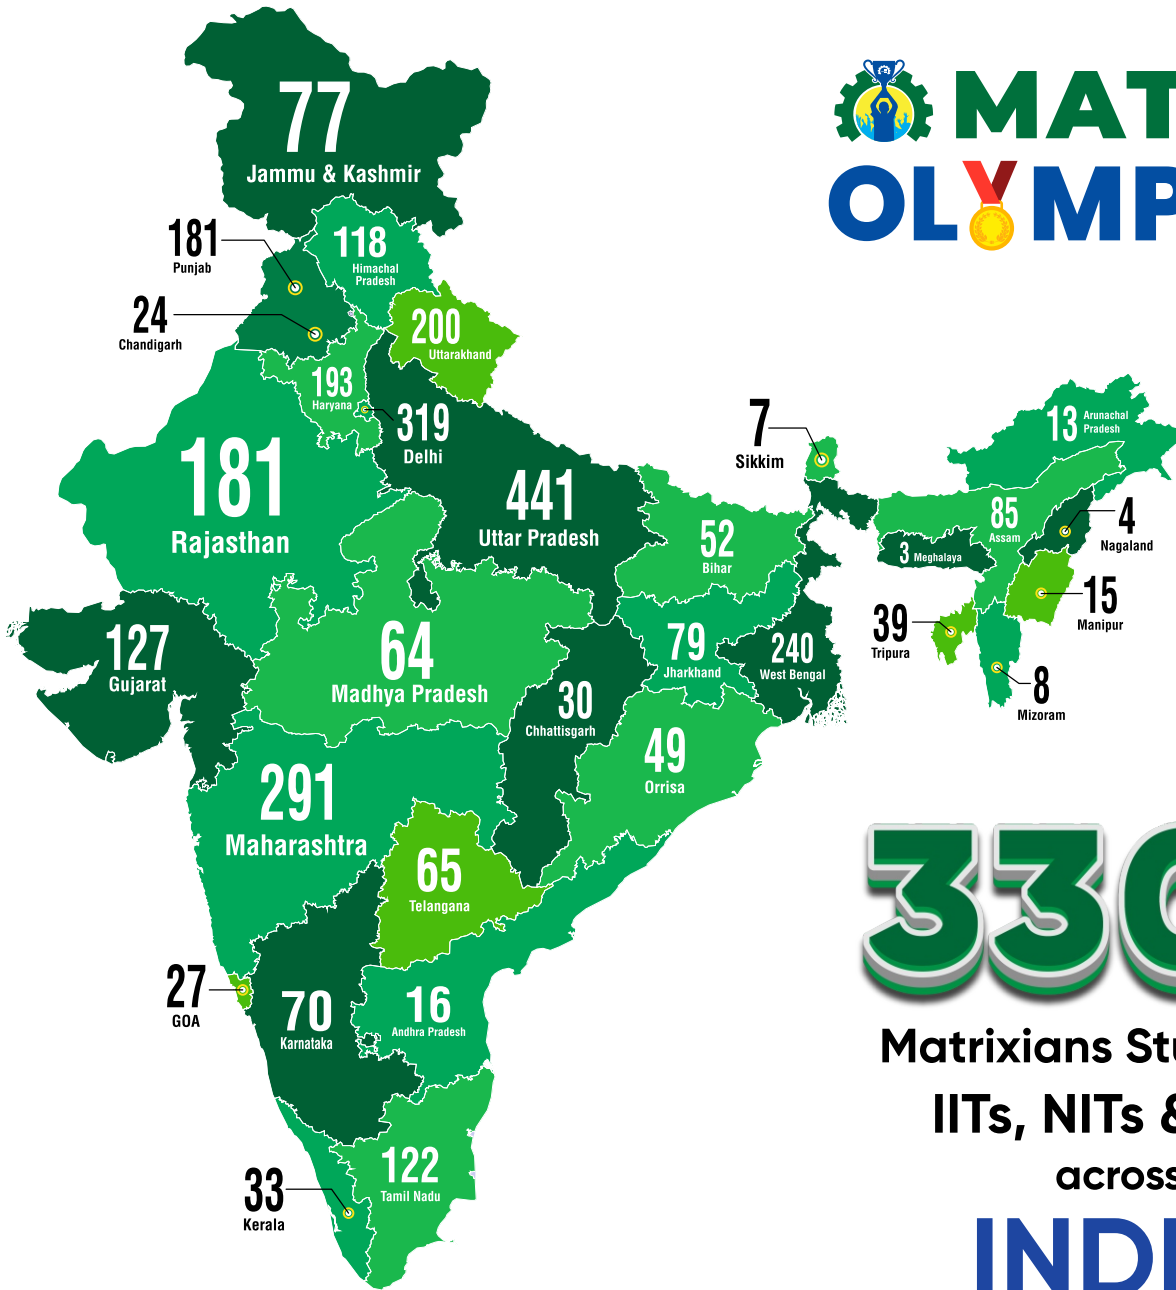 77
Jammu & Kashmir
MAT
OLYMP
181
Punjab
118
Himachal
Pradesh
24
Chandigarh
200
Uttarakhand
193
Haryana
319
Delhi
181
Rajasthan
441
Uttar Pradesh
7
Sikkim
13
Arunachal
Pradesh
52
Bihar
85
Assam
4
Nagaland
3 Meghalaya
15
Manipur
39
Tripura
8
Mizoram
127
Gujarat
64
Madhya Pradesh
79
Jharkhand
240
West Bengal
30
Chhattisgarh
49
Orrisa
291
Maharashtra
65
Telangana
27
GOA
70
Karnataka
16
Andhra Pradesh
122
Tamil Nadu
33
Kerala
33
Matrixians Stu
IITs, NITs &
across
INDI